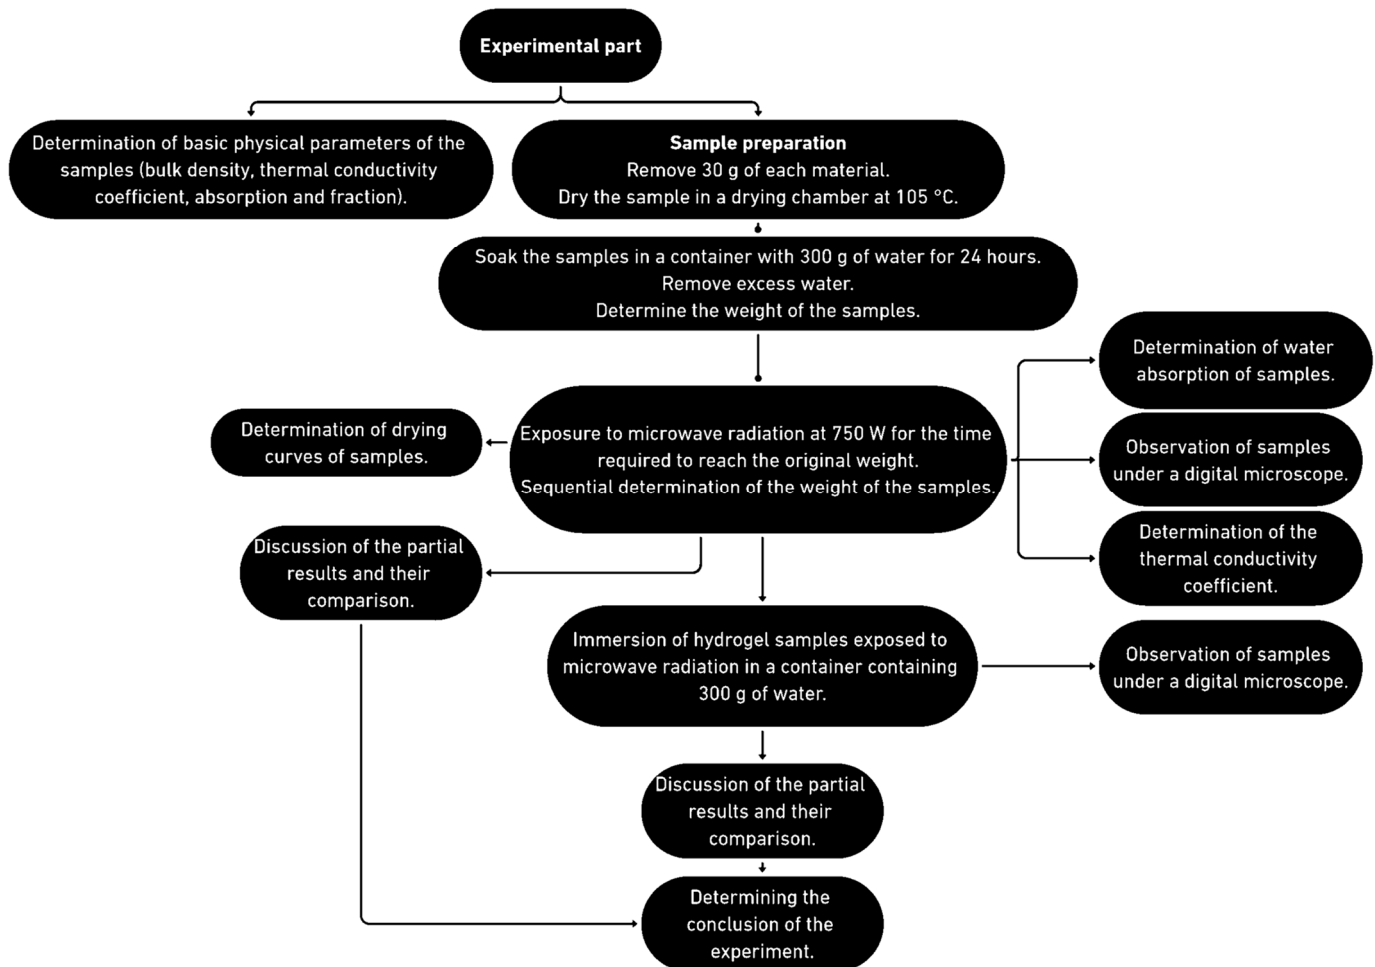 Experimental part
Determination of basic physical parameters of the
samples (bulk density, thermal conductivity
coefficient, absorption and fraction).
Sample preparation
Remove 30 g of each material.
Dry the sample in a drying chamber at 105 °C.
Soak the samples in a container with 300 g of water for 24 hours.
Remove excess water.
Determine the weight of the samples.
Determination of water
absorption of samples.
Determination of drying
curves of samples.
Exposure to microwave radiation at 750 W for the time
required to reach the original weight.
Sequential determination of the weight of the samples.
Observation of samples
under a digital microscope.
Determination of the
thermal conductivity
coefficient.
Discussion of the partial
results and their
comparison.
Immersion of hydrogel samples exposed to
microwave radiation in a container containing
300 g of water.
Observation of samples
under a digital microscope.
Discussion of the partial
results and their
comparison.
Determining the
conclusion of the
experiment.